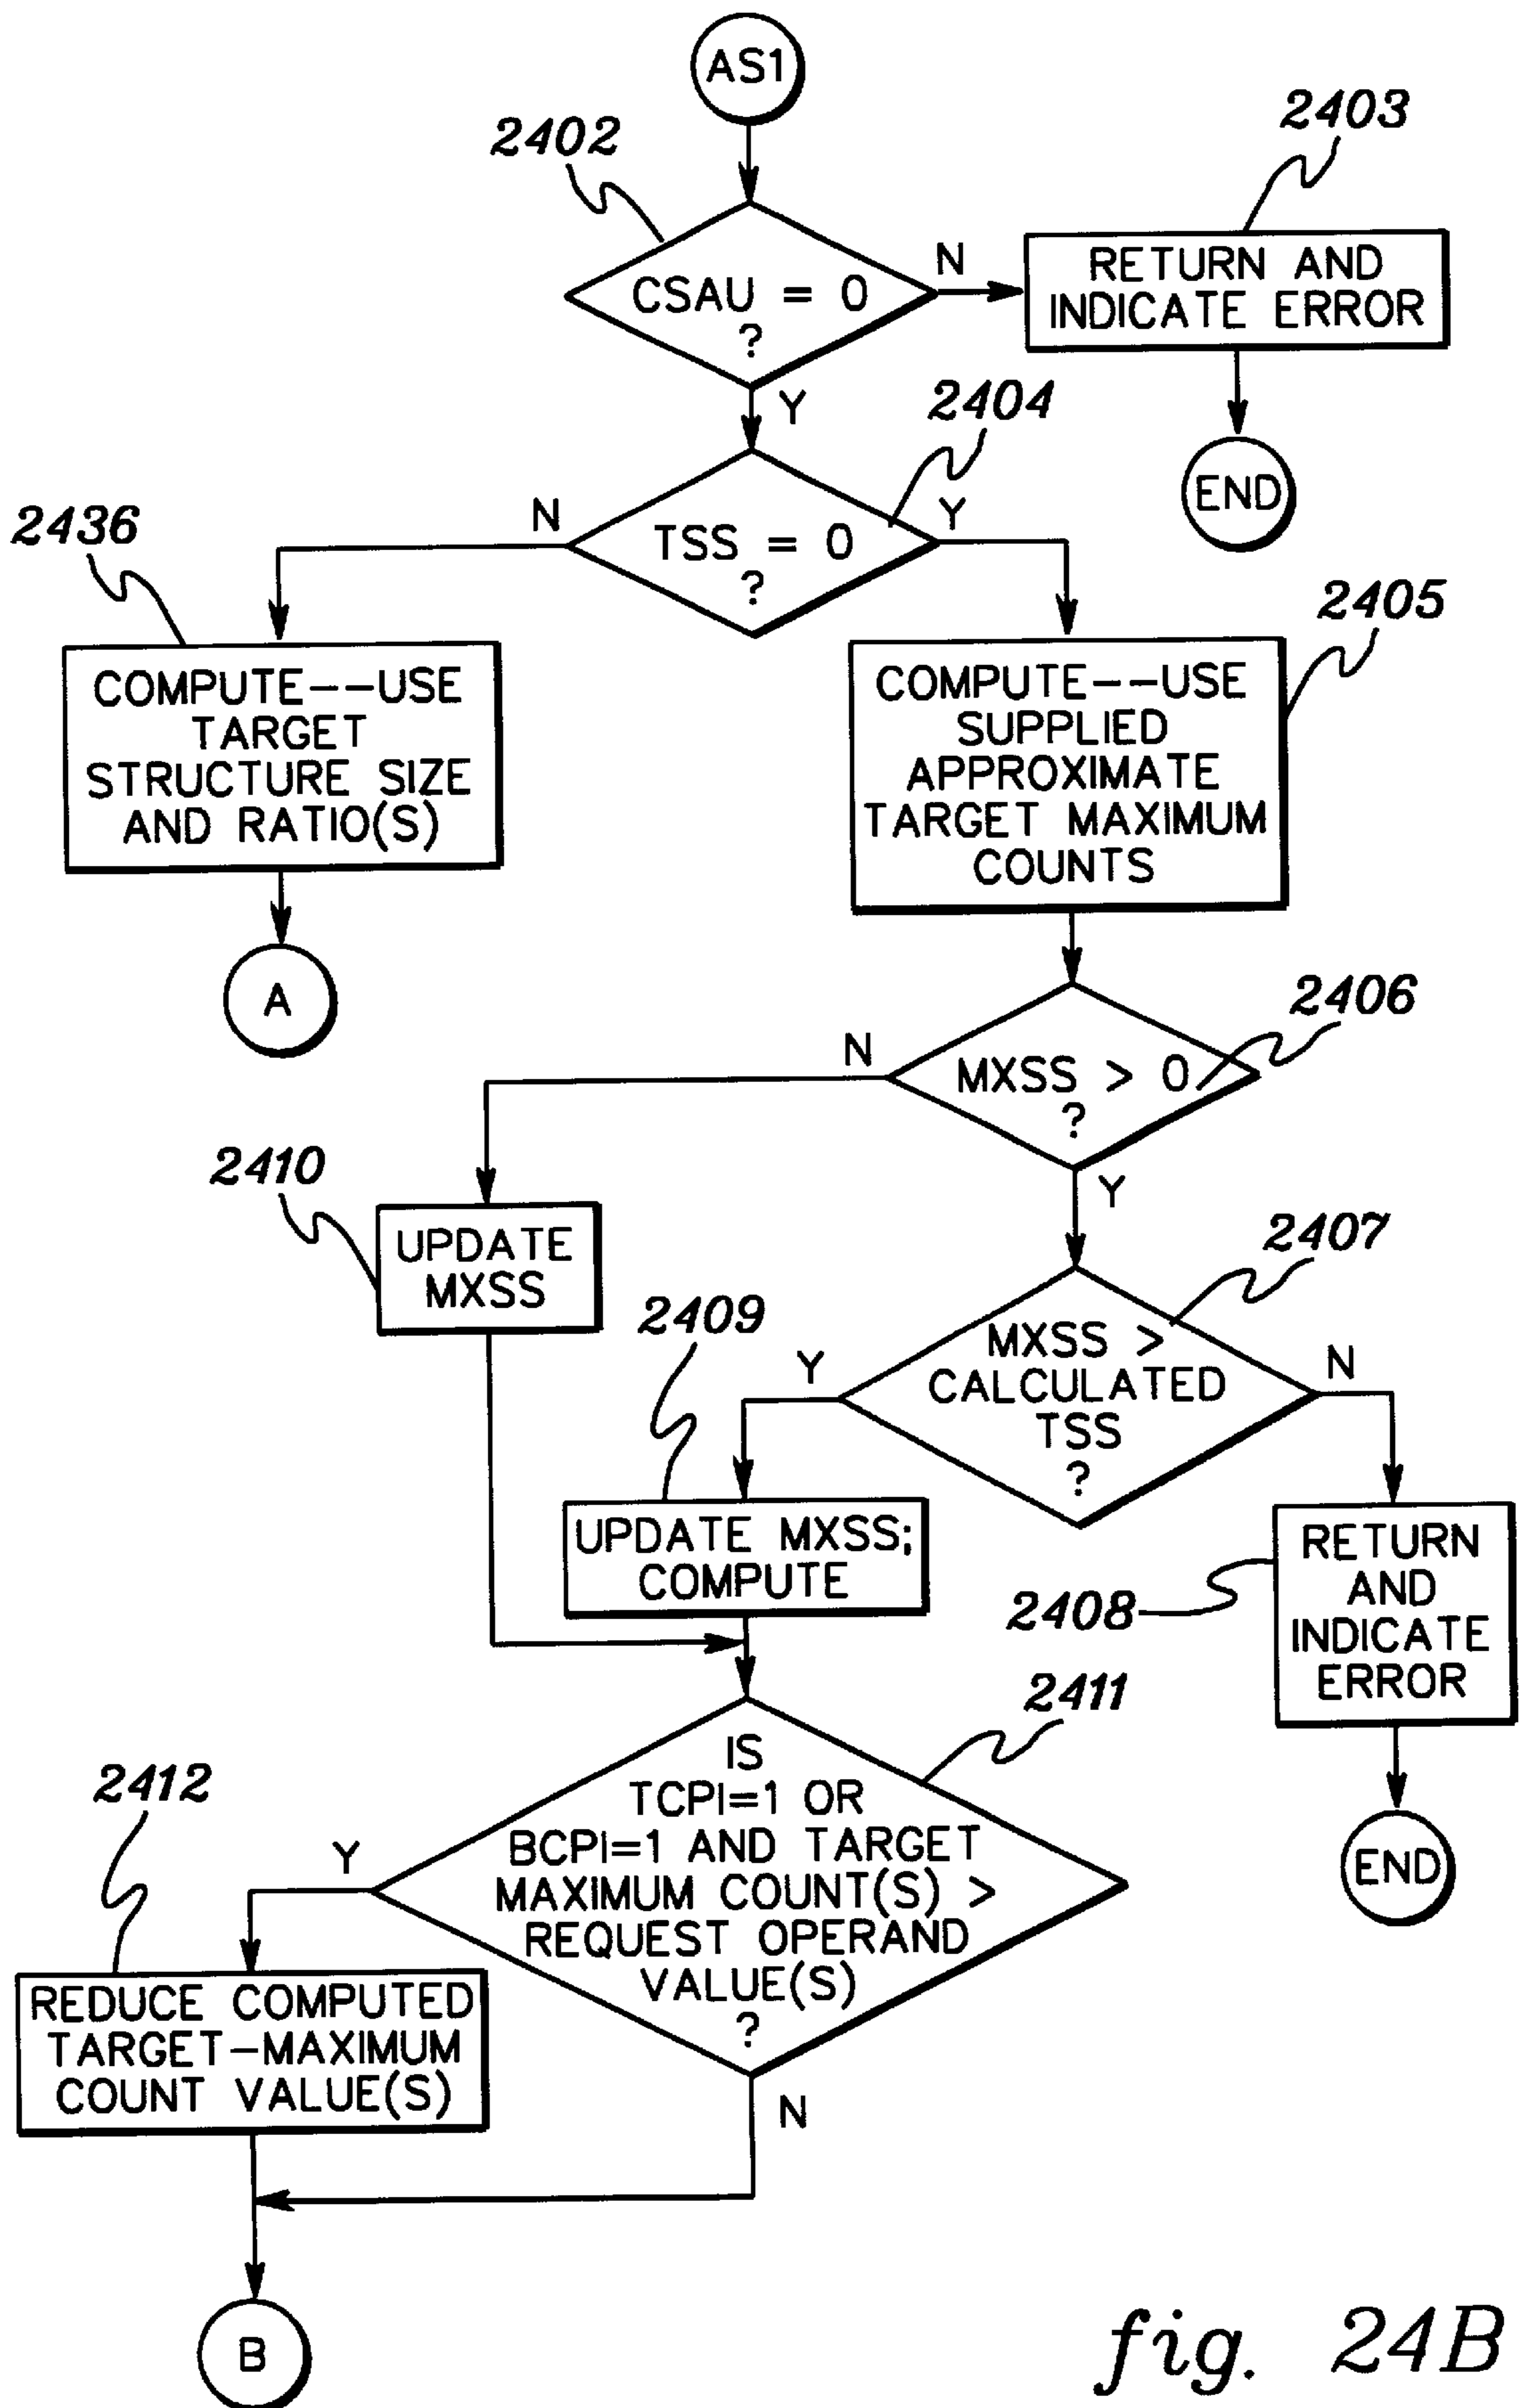 AS1
2402
2403
CSAU = 0
?
N
RETURN AND
INDICATE ERROR
Y
END
2404
TSS = 0
?
N
Y
2436
COMPUTE--USE
TARGET
STRUCTURE SIZE
AND RATIO(S)
A
2405
COMPUTE--USE
SUPPLIED
APPROXIMATE
TARGET MAXIMUM
COUNTS
2406
MXSS > 0
?
N
Y
2410
UPDATE
MXSS
2407
MXSS >
CALCULATED
TSS
?
Y
N
2409
UPDATE MXSS;
COMPUTE
2408
RETURN
AND
INDICATE
ERROR
END
2411
IS
TCPI=1 OR
BCPI=1 AND TARGET
MAXIMUM COUNT(S) >
REQUEST OPERAND
VALUE(S)
?
Y
N
2412
REDUCE COMPUTED
TARGET-MAXIMUM
COUNT VALUE(S)
B
fig. 24B